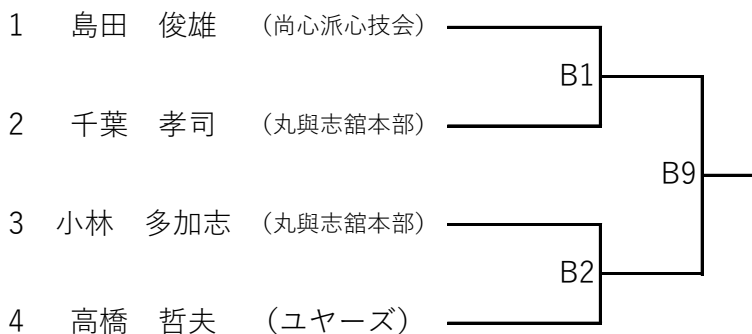 1 島田 俊雄 （尚心派心技会）
B1
2 千葉 孝司 （丸與志舘本部）
B9
3 小林 多加志 （丸與志舘本部）
B2
4 高橋 哲夫 （ユヤーズ）